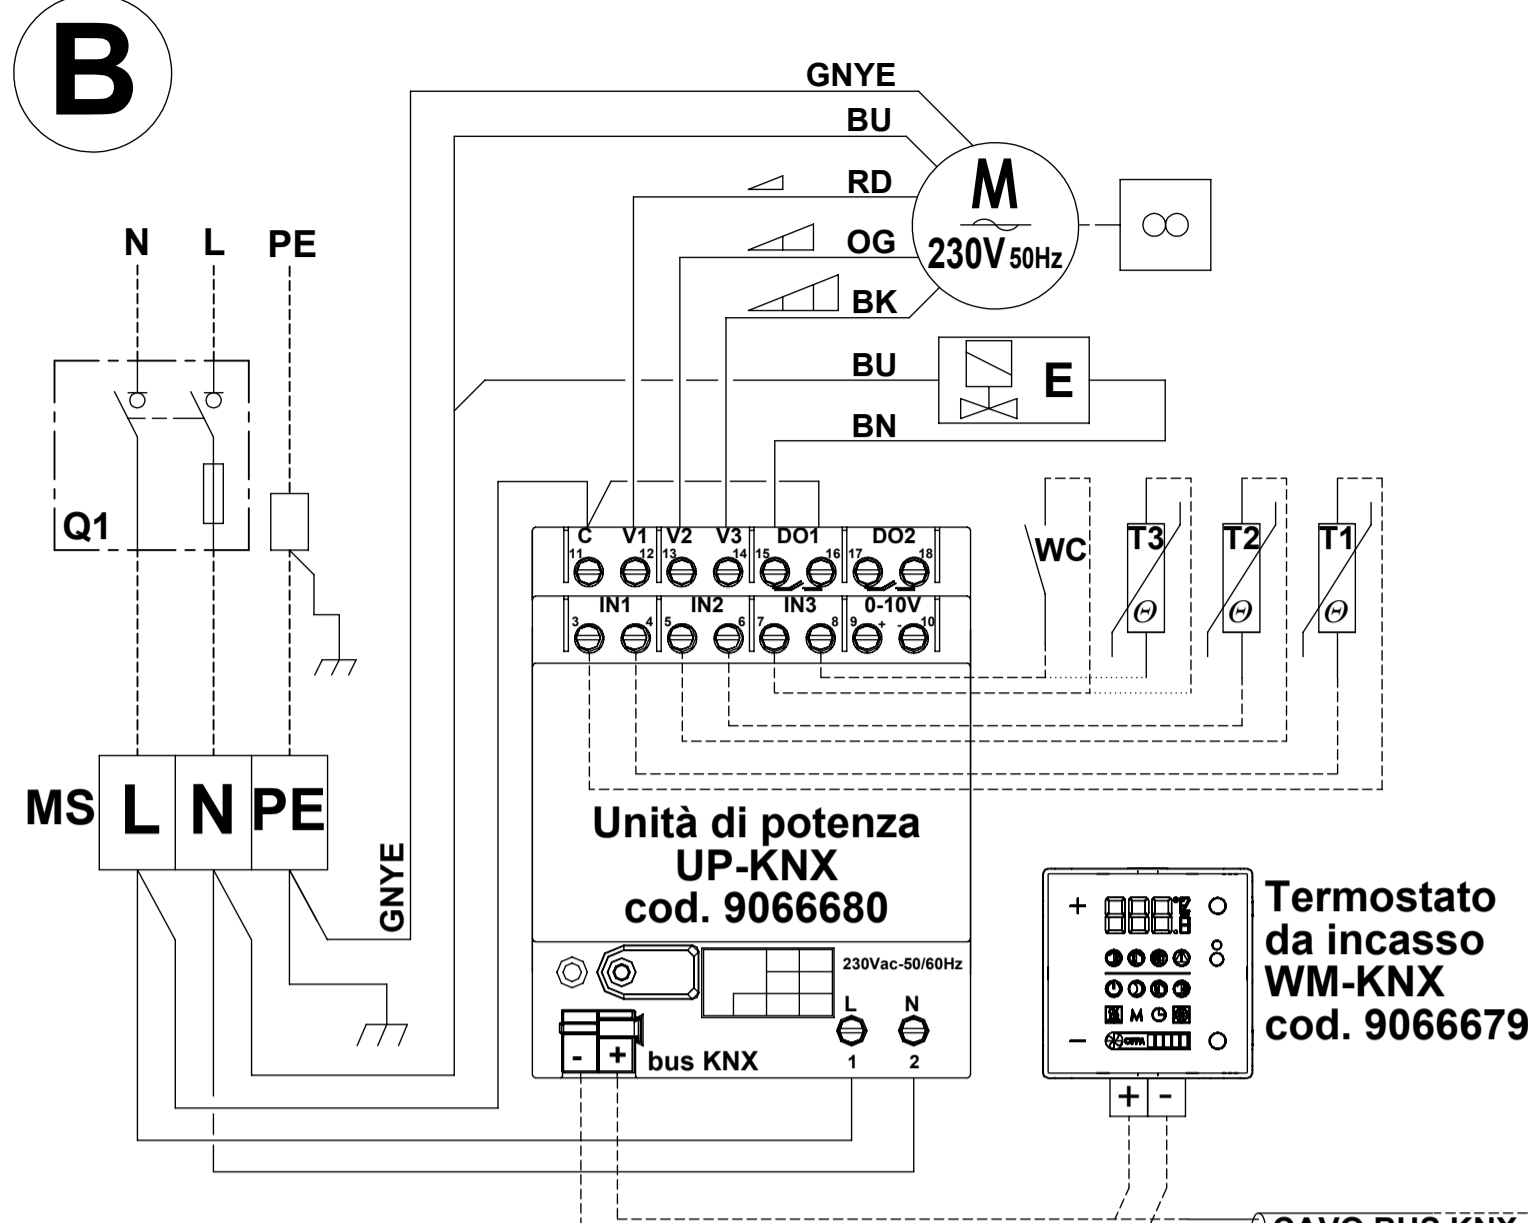 B
GNYE
BU
RD
OG
BK
M
230V 50Hz
N L PE
BU
E
BN
Q1
C V1 V2 V3 DO1 DO2
11 12 13 14 15 16 17 18
IN1 IN2 IN3 0-10V
3 4 5 6 7 8 9 + - 10
WC T3 T2 T1
Θ Θ Θ
MS L N PE
GNYE
Unità di potenza
UP-KNX
cod. 9066680
230Vac-50/60Hz
L N
1 2
- + bus KNX
+
M
-
+ -
Termostato
da incasso
WM-KNX
cod. 9066679
CAVO BUS KNX